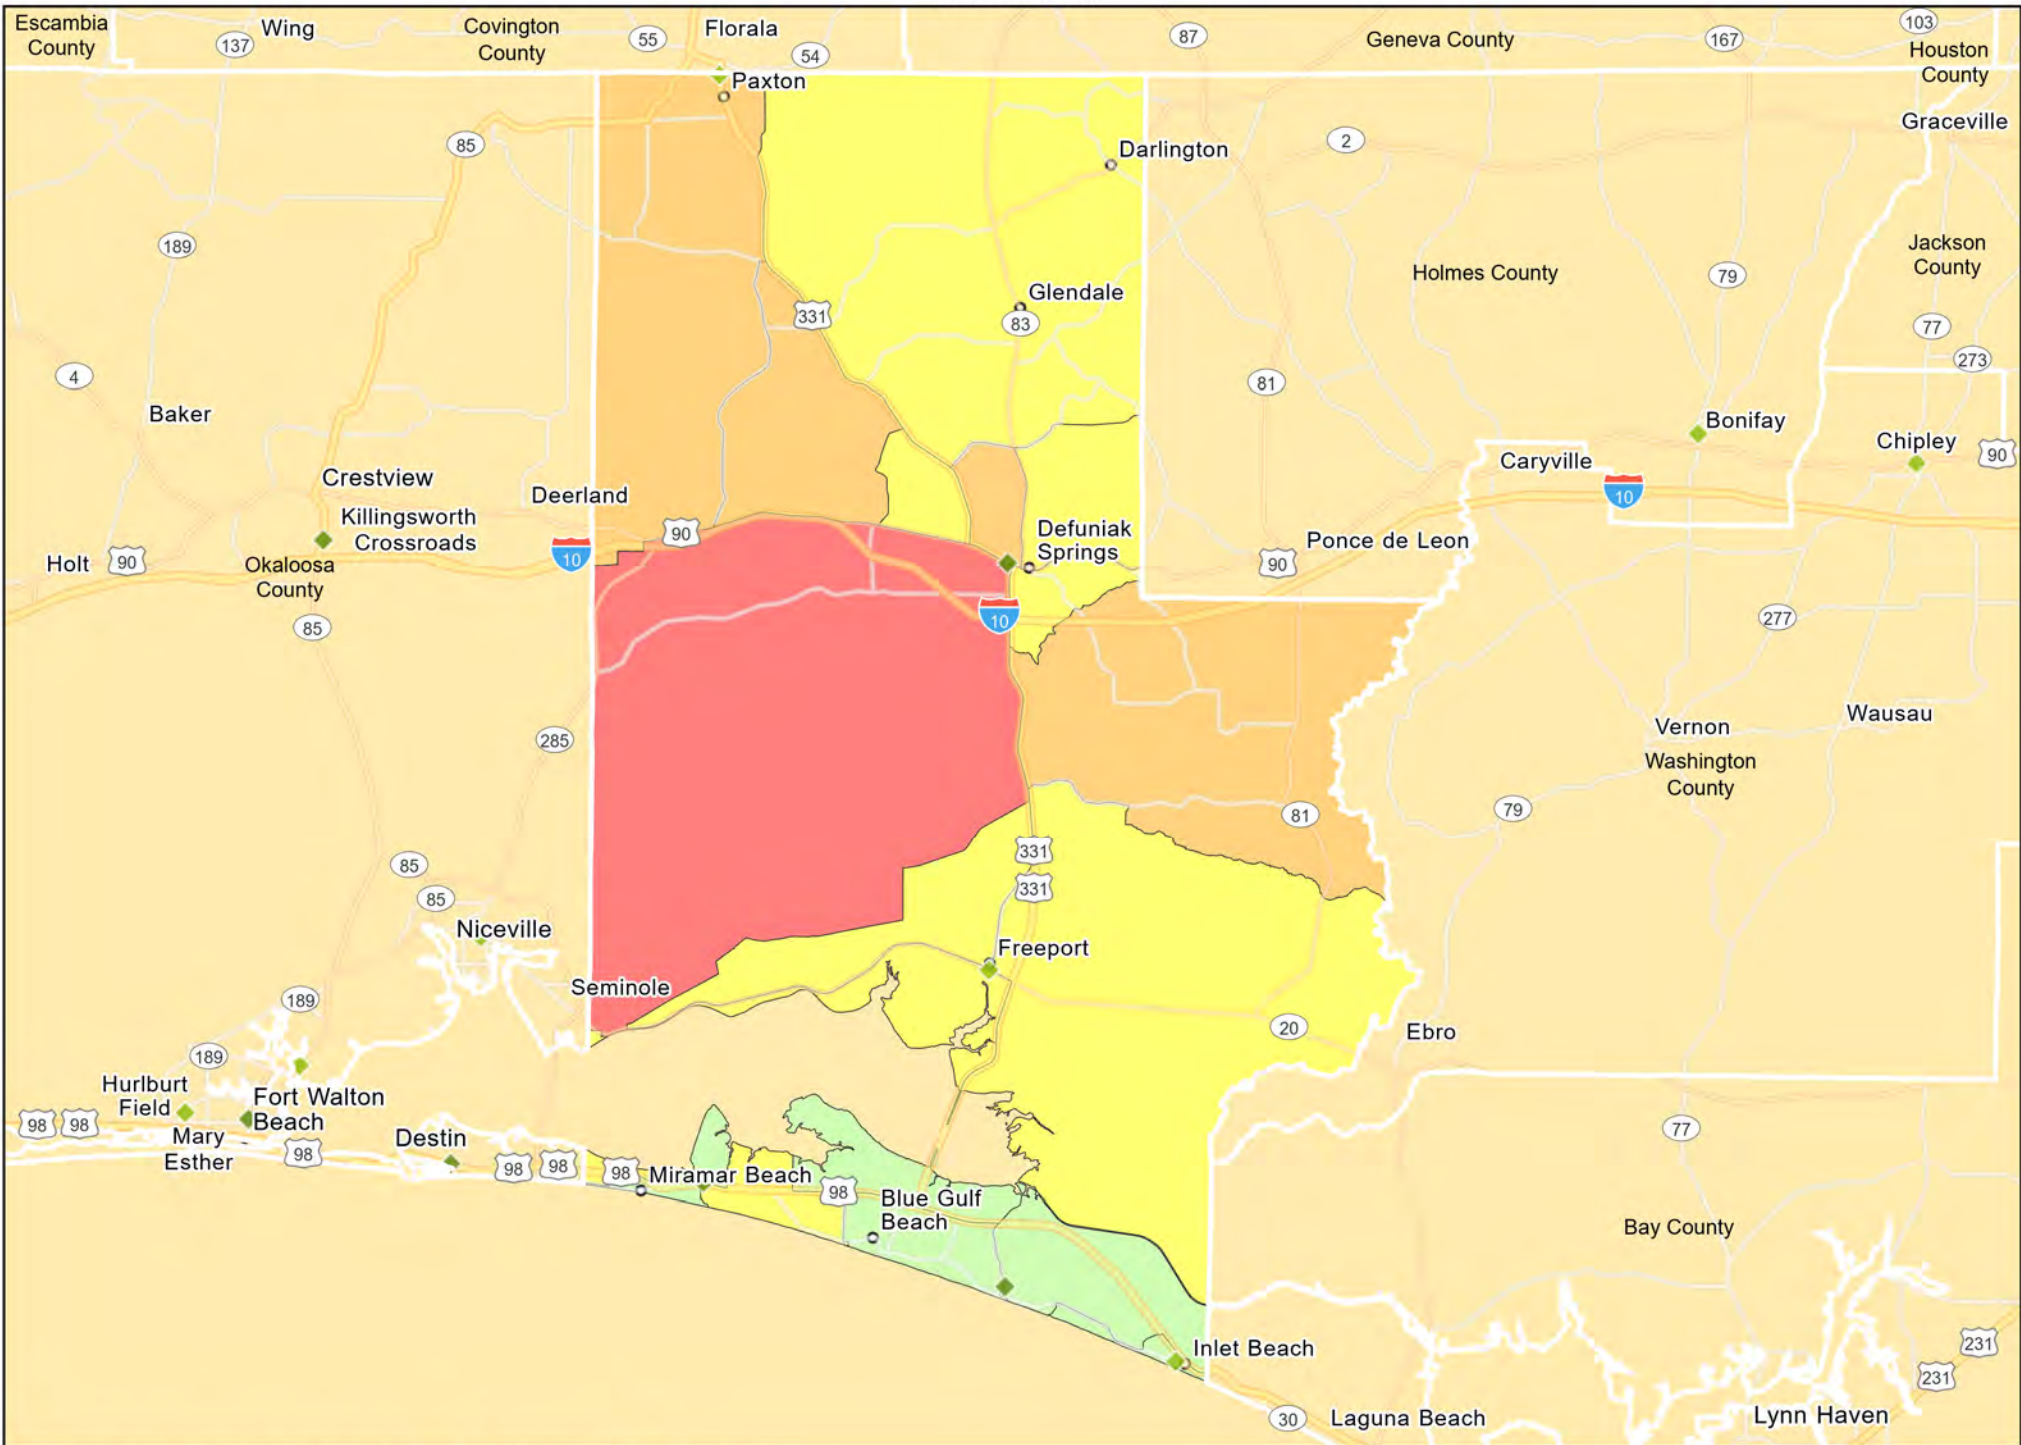 Escambia
County
Wing
137
Covington
County
55
Florala
54
87
Geneva County
167
103
Houston
County
Paxton
85
Darlington
2
Graceville
189
Jackson
County
Holmes County
79
Glendale
331
83
77
273
4
81
Baker
Bonifay
Chipley
90
Caryville
10
Crestview
Deerland
Killingsworth
Crossroads
90
Defuniak
Springs
Ponce de Leon
Holt
90
10
90
Okaloosa
County
10
277
85
285
Vernon
Wausau
Washington
County
81
79
331
85
331
85
Niceville
Freeport
Seminole
189
20
Ebro
189
Hurlburt
Field
Fort Walton
Beach
98
98
77
Mary
Esther
98
Destin
98
98
98
Miramar Beach
98
Blue Gulf
Beach
Bay County
Inlet Beach
231
231
30
Laguna Beach
Lynn Haven